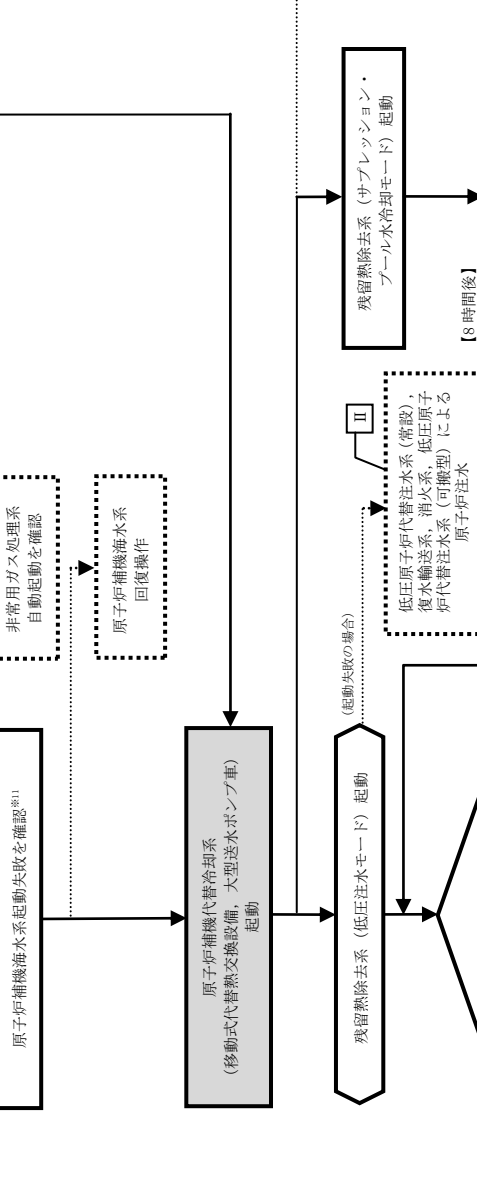 非常用ガス処理系
自動起動を確認
原子炉補機海水系起動失敗を確認※11
原子炉補機海水系
回復操作
原子炉補機代替冷却系
（移動式代替熱交換設備，大型送水ポンプ車）
起動
残留熱除去系（サプレッション・
プール水冷却モード）起動
残留熱除去系（低圧注水モード）起動
（起動失敗の場合）
Ⅱ
低圧原子炉代替注水系（常設），
復水輸送系，消火系，低圧原子
炉代替注水系（可搬型）による
原子炉注水
【8 時間後】